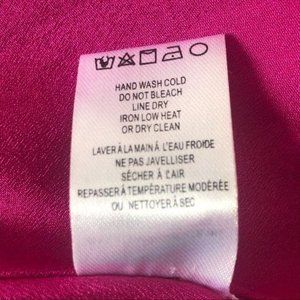 HAND WASH COLD
DO NOT BLEACH
LINE DRY
IRON LOW HEAT
OR DRY CLEAN
LAVER À LA MAIN À L'EAU FROIDE
NE PAS JAVELLISER
SÉCHER À L'AIR
REPASSER À TEMPÉRATURE MODÉRÉE
OU NETTOYER À SEC